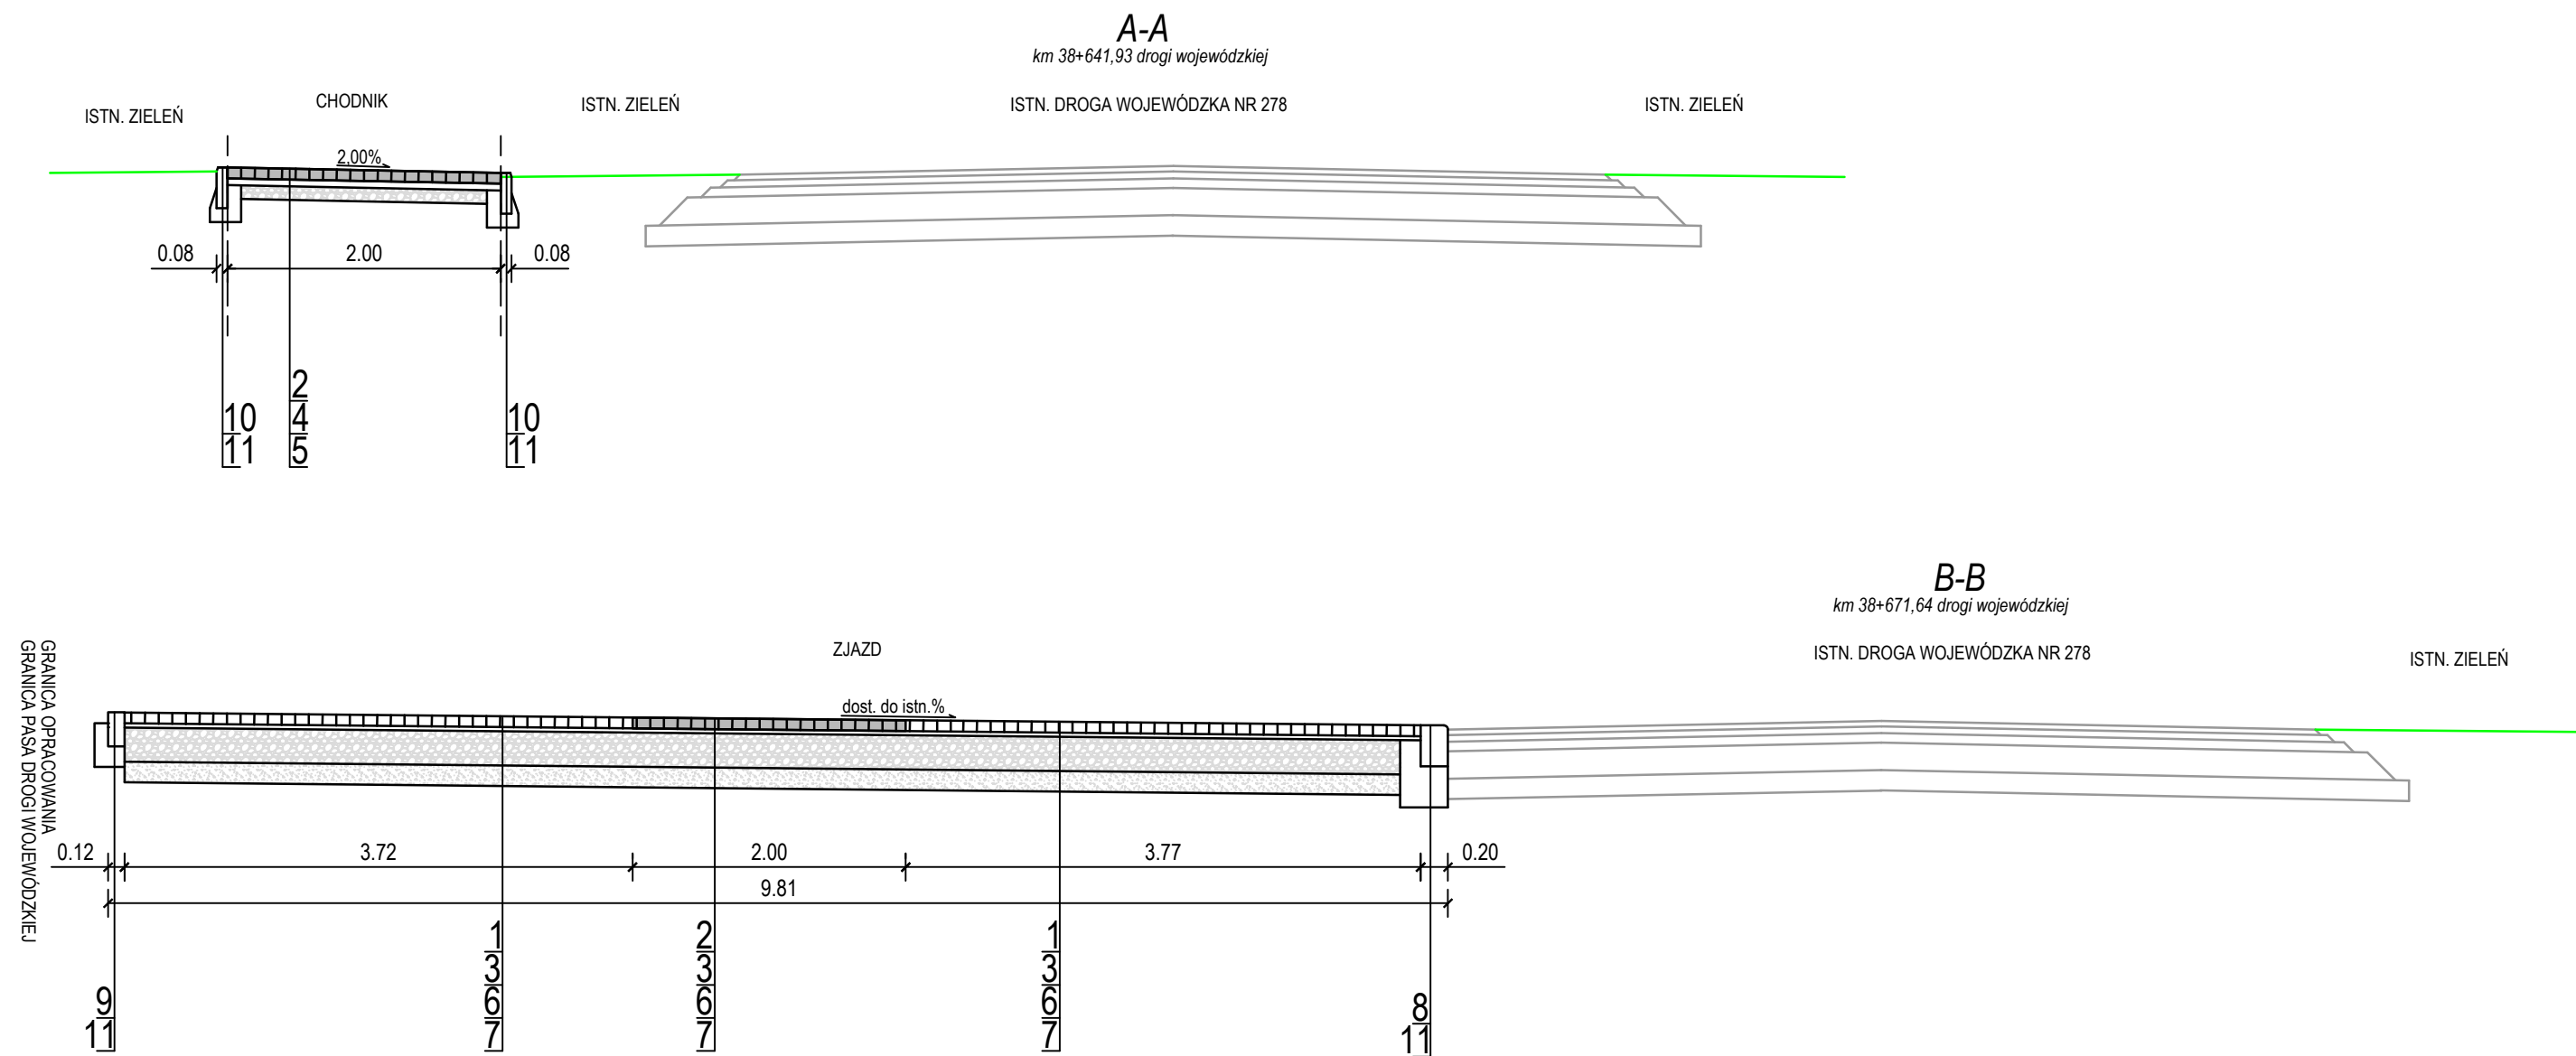 A-A
km 38+641,93 drogi wojewódzkiej
ISTN. ZIELEŃ
CHODNIK
ISTN. ZIELEŃ
ISTN. DROGA WOJEWÓDZKA NR 278
ISTN. ZIELEŃ
2,00%
0.08
2.00
0.08
10
11
2
4
5
10
11
B-B
km 38+671,64 drogi wojewódzkiej
GRANICA OPRACOWANIA
GRANICA PASA DROGI WOJEWÓDZKIEJ
ZJAZD
ISTN. DROGA WOJEWÓDZKA NR 278
ISTN. ZIELEŃ
dost. do istn.%
0.12
3.72
2.00
3.77
0.20
9.81
9
11
1
3
6
7
2
3
6
7
1
3
6
7
8
11